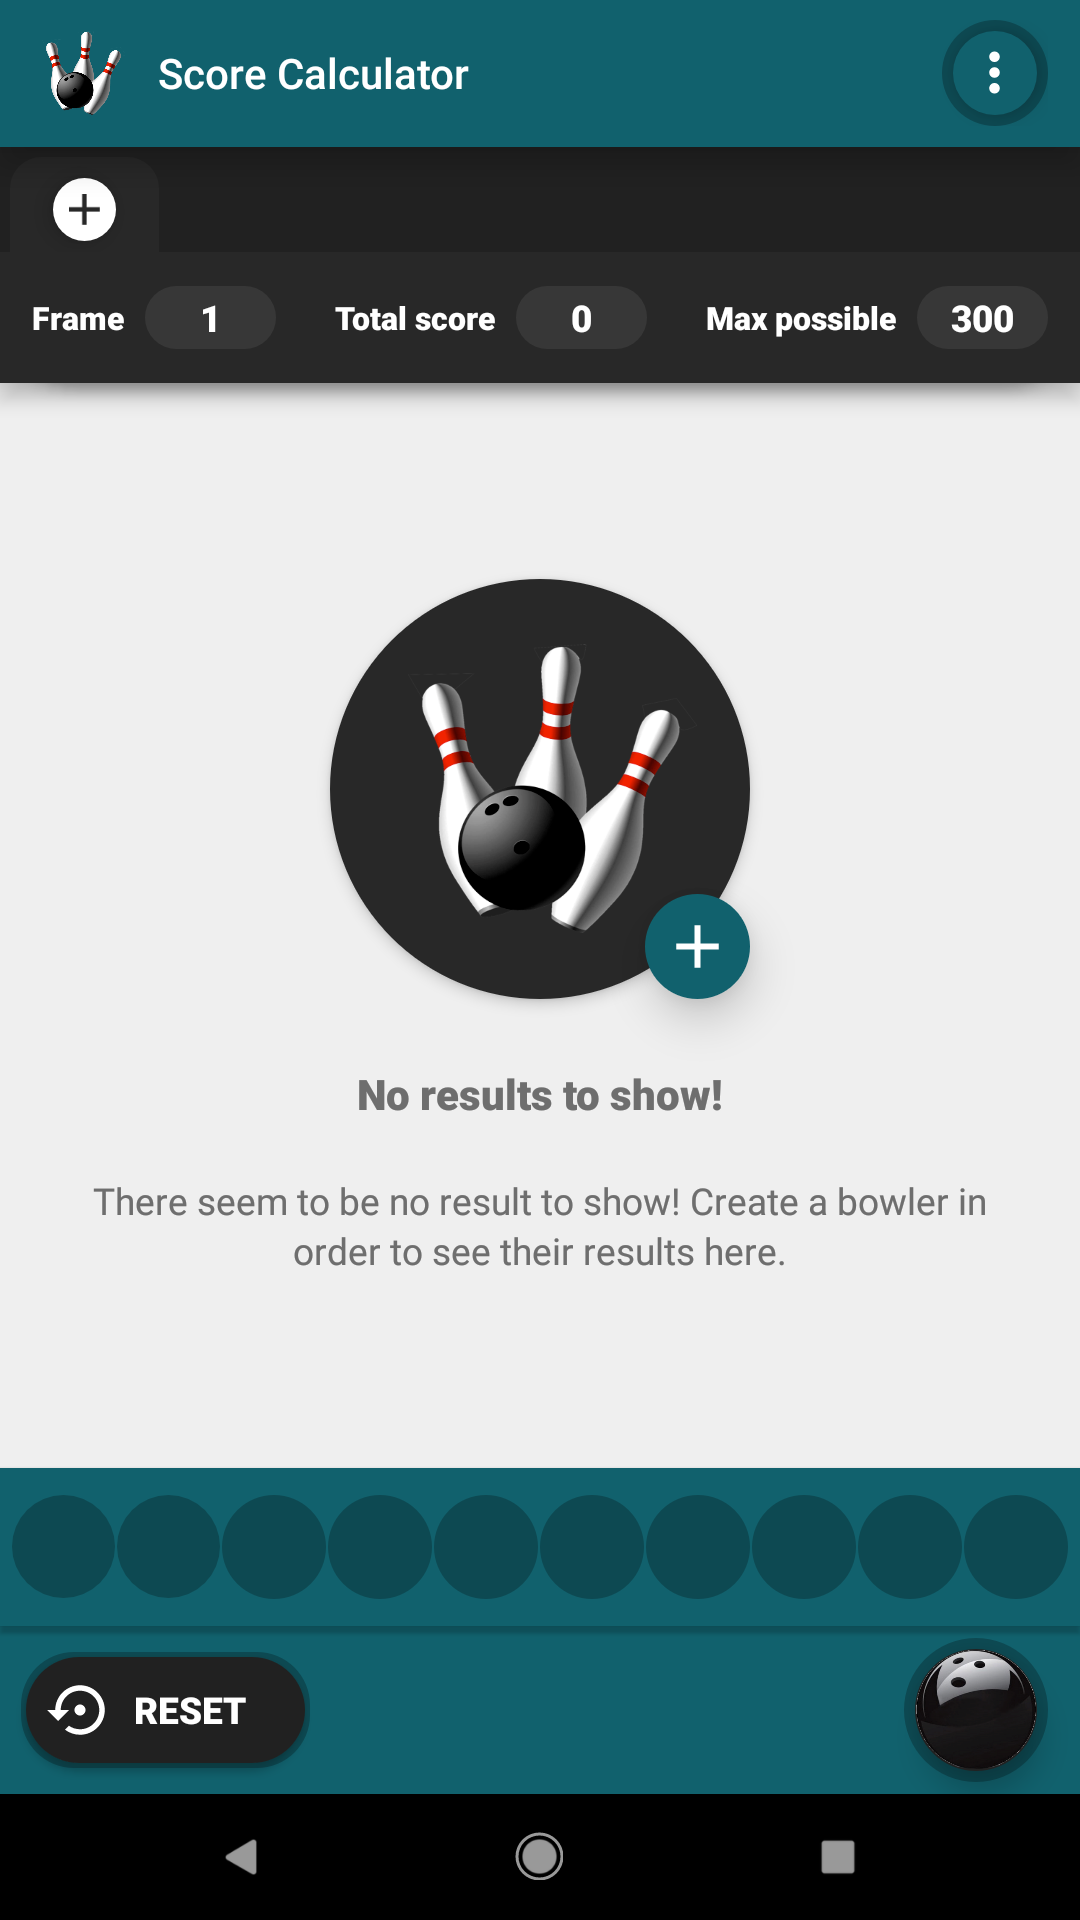 Score Calculator
Frame 1 Total score 0 Max possible 300
No results to show!
There seem to be no result to show! Create a bowler in
order to see their results here.
RESET